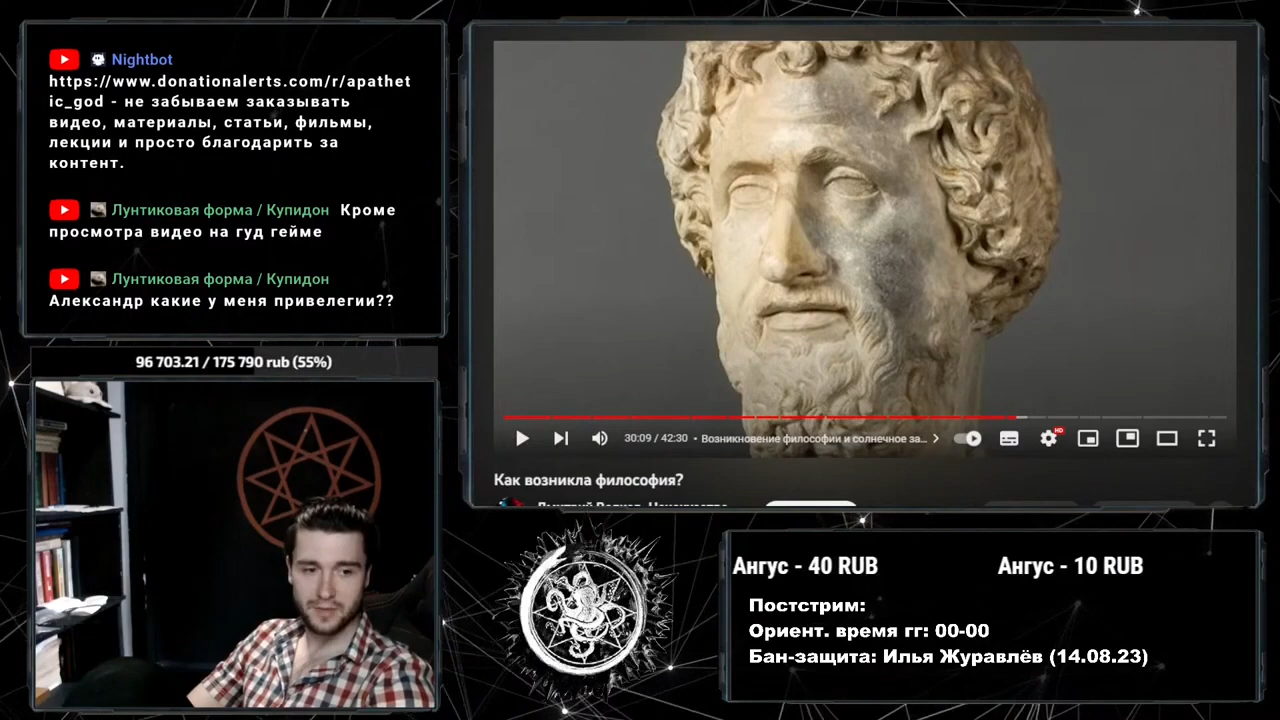 Nightbot
https://www.donationalerts.com/r/apathet
ic_god - не забываем заказывать
видео, материалы, статьи, фильмы,
лекции и просто благодарить за
контент.
Лунтиковая форма / Купидон Кроме
просмотра видео на гуд гейме
Лунтиковая форма / Купидон
Александр какие у меня привелегии??
96 703.21 / 175 790 rub (55%)
30:09 / 42:30 • Возникновение философии и солнечное за...
HD
Как возникла философия?
Ангус - 40 RUB
Ангус - 10 RUB
Постстрим:
Ориент. время гг: 00-00
Бан-защита: Илья Журавлёв (14.08.23)